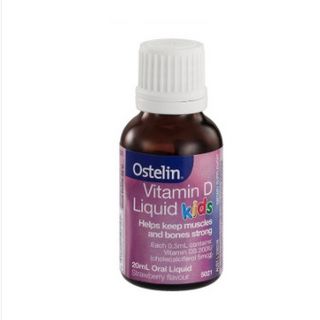 Ostelin
Vitamin D
Liquid kids
Helps keep muscles
and bones strong
Each 0.5mL contains:
Vitamin D3 200IU
(cholecalciferol 5mcg)
20mL Oral Liquid
Strawberry flavour
5021